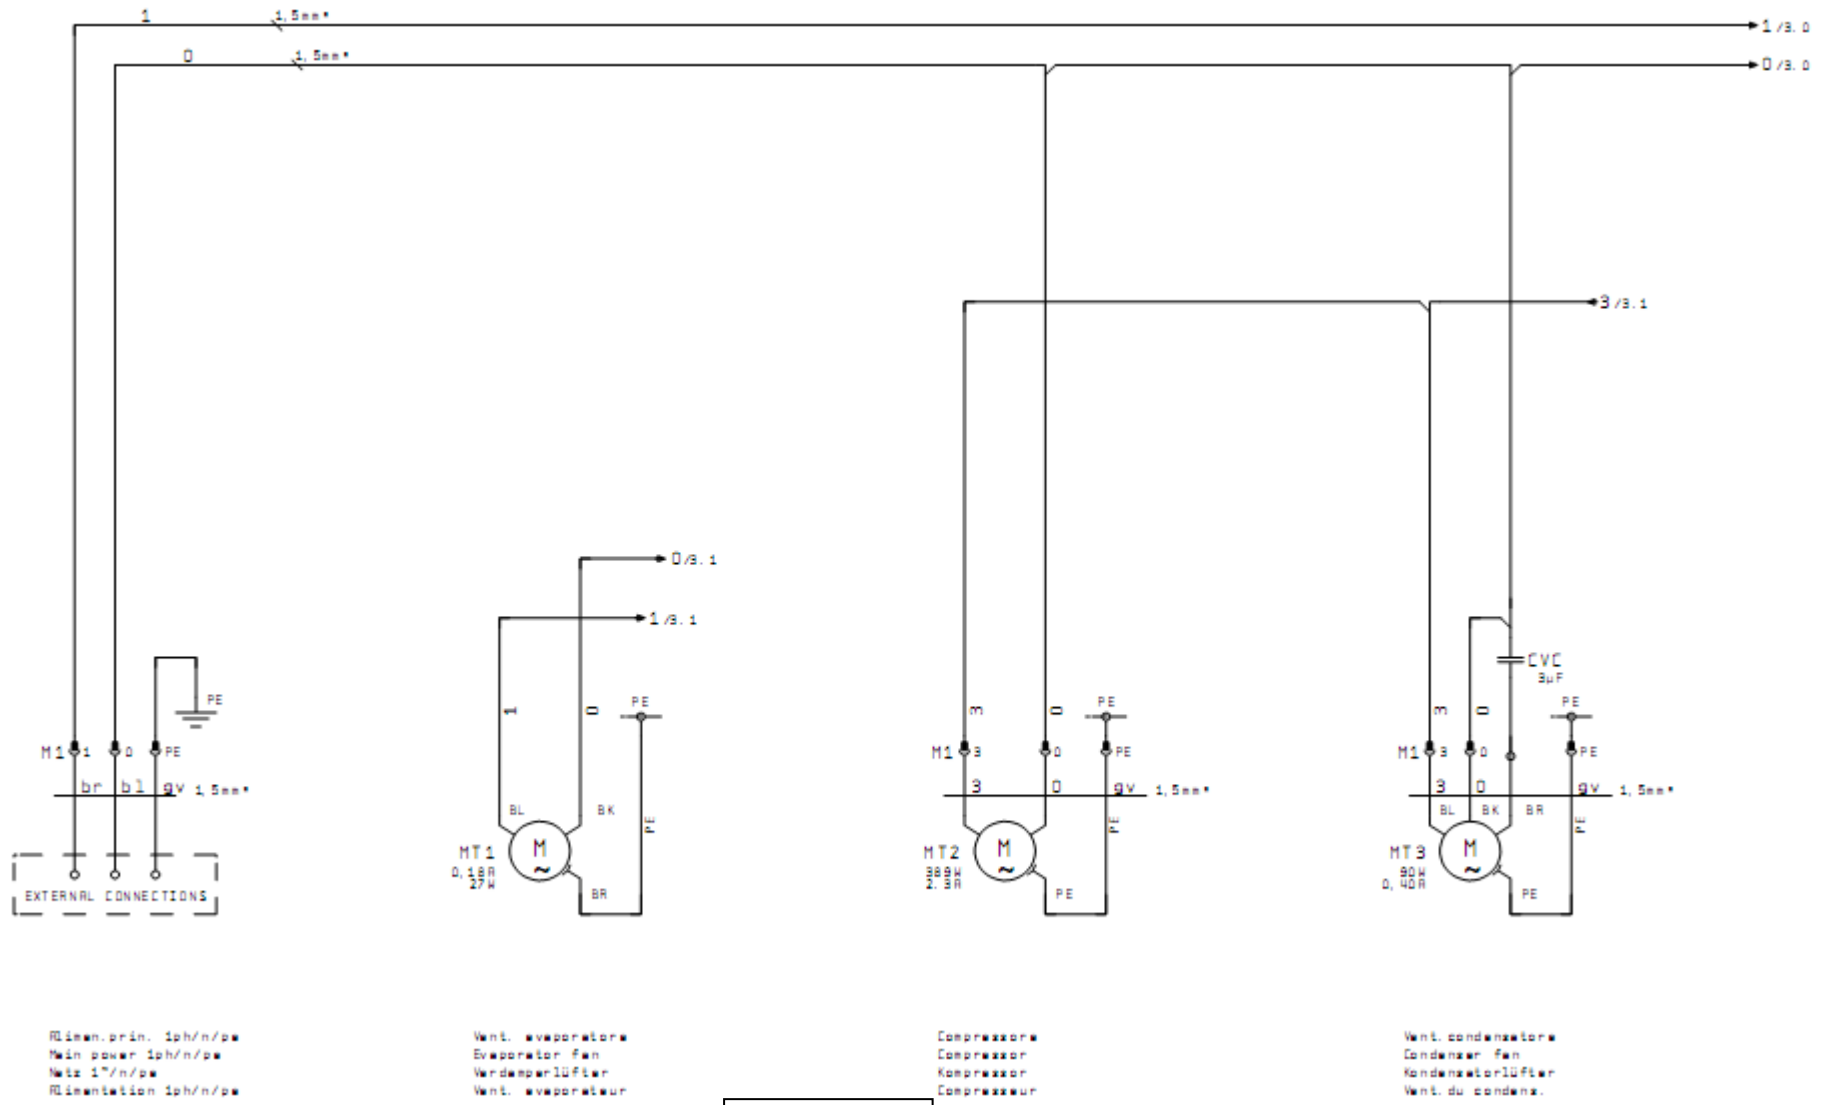 1 1,5mm²
1/3.0
0 1,5mm²
0/3.0
3/3.1
0/3.1
1/3.1
CVC
3µF
PE
PE
PE
PE
1 0
3 0
3 0
M1 1 0 PE
M1 3 0 PE
M1 3 0 PE
br bl gv 1,5mm²
3 0 gv 1,5mm²
3 0 gv 1,5mm²
BL BK PE
PE
BL BK BR PE
MT1 M ~
0,18A
27W
MT2 M ~
389W
2.3A
MT3 M ~
90W
0,40A
EXTERNAL CONNECTIONS
BR
PE
PE
Alimen.prin. 1ph/n/pe
Main power 1ph/n/pe
Netz 1~/n/pe
Alimentation 1ph/n/pe
Vent. evaporatore
Evaporator fan
Verdamperlüfter
Vent. evaporateur
Compressore
Compressor
Kompressor
Compresseur
Vent.condensatore
Condenser fan
Kondensatorlüfter
Vent.du condens.